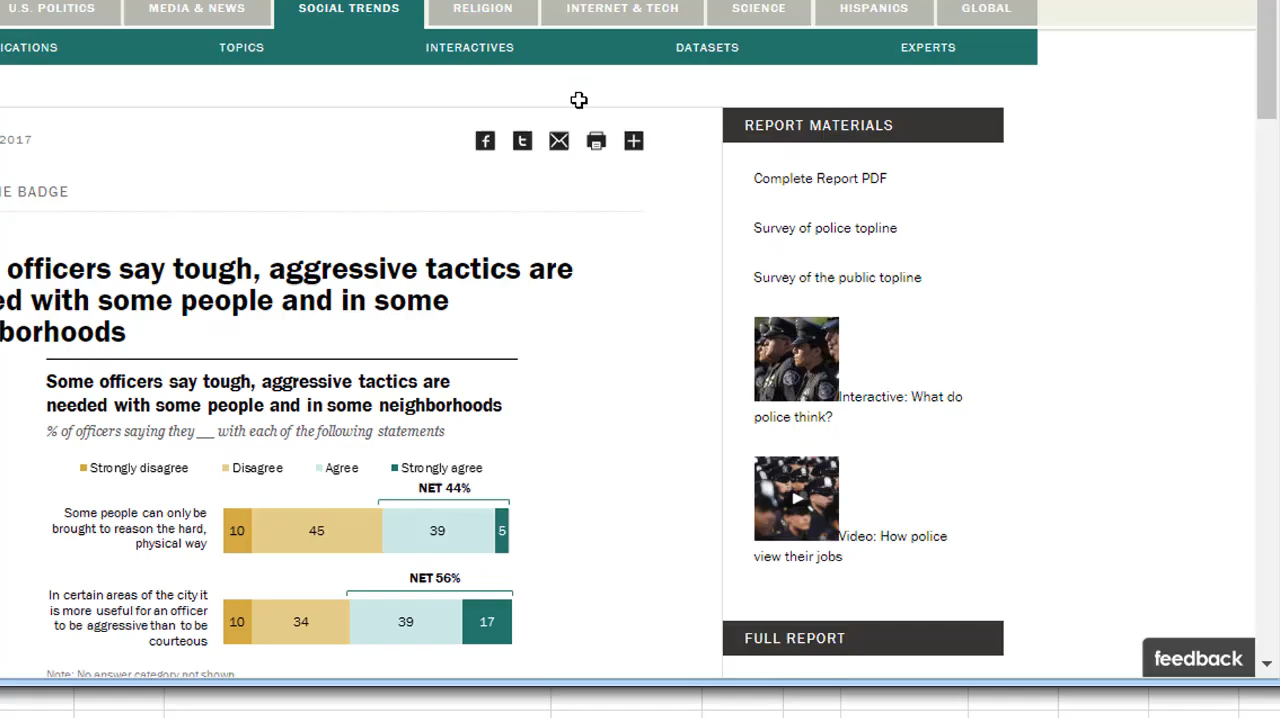 U.S. POLITICS
MEDIA & NEWS
SOCIAL TRENDS
RELIGION
INTERNET & TECH
SCIENCE
HISPANICS
GLOBAL
ICATIONS
TOPICS
INTERACTIVES
DATASETS
EXPERTS
2017
f
t
HE BADGE
officers say tough, aggressive tactics are
ed with some people and in some
borhoods
Some officers say tough, aggressive tactics are
needed with some people and in some neighborhoods
% of officers saying they __ with each of the following statements
Strongly disagree
Disagree
Agree
Strongly agree
NET 44%
Some people can only be
brought to reason the hard,
physical way
10
45
39
5
NET 56%
In certain areas of the city it
is more useful for an officer
to be aggressive than to be
courteous
10
34
39
17
Note: No answer category not shown
REPORT MATERIALS
Complete Report PDF
Survey of police topline
Survey of the public topline
Interactive: What do
police think?
Video: How police
view their jobs
FULL REPORT
feedback